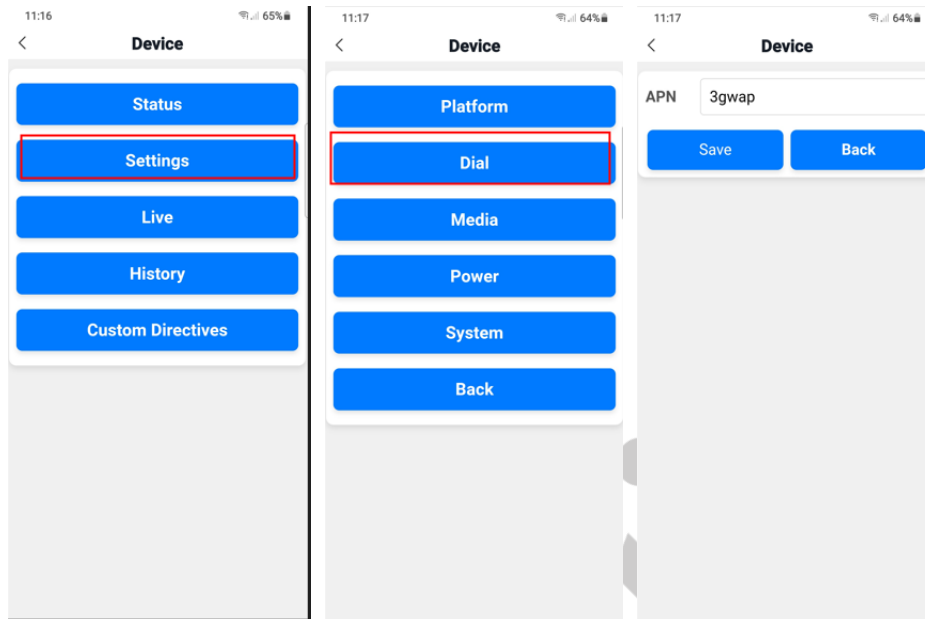 11:16
65%
Device
Status
Settings
Live
History
Custom Directives
11:17
64%
Device
Platform
Dial
Media
Power
System
Back
11:17
64%
Device
APN
3gwap
Save
Back